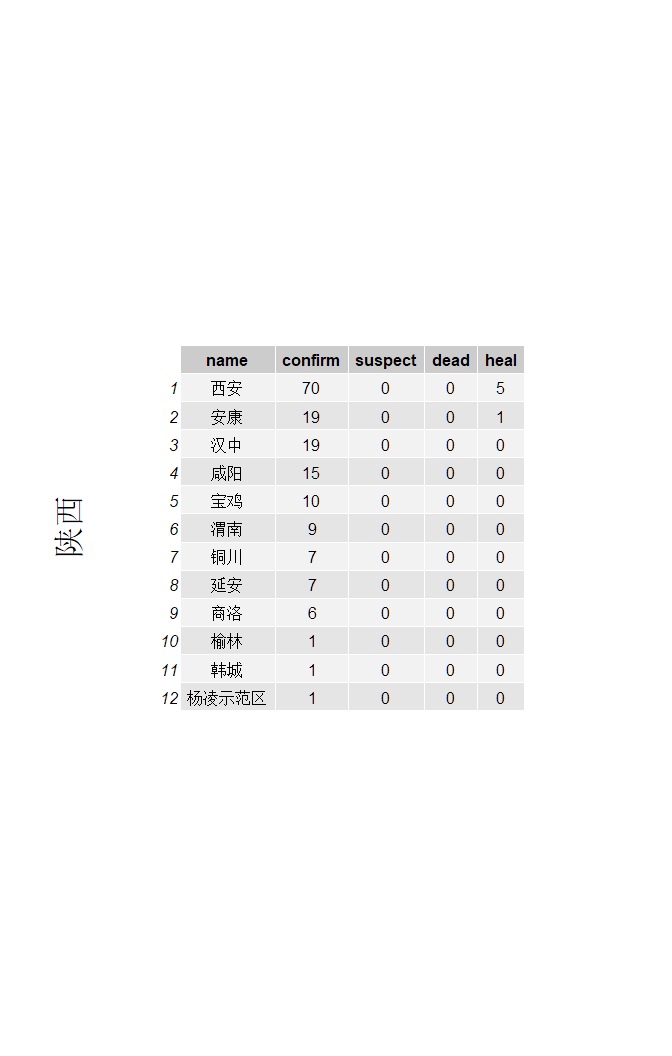 陕西
name confirm suspect dead heal
1 西安 70 0 0 5
2 安康 19 0 0 1
3 汉中 19 0 0 0
4 咸阳 15 0 0 0
5 宝鸡 10 0 0 0
6 渭南 9 0 0 0
7 铜川 7 0 0 0
8 延安 7 0 0 0
9 商洛 6 0 0 0
10 榆林 1 0 0 0
11 韩城 1 0 0 0
12 杨凌示范区 1 0 0 0